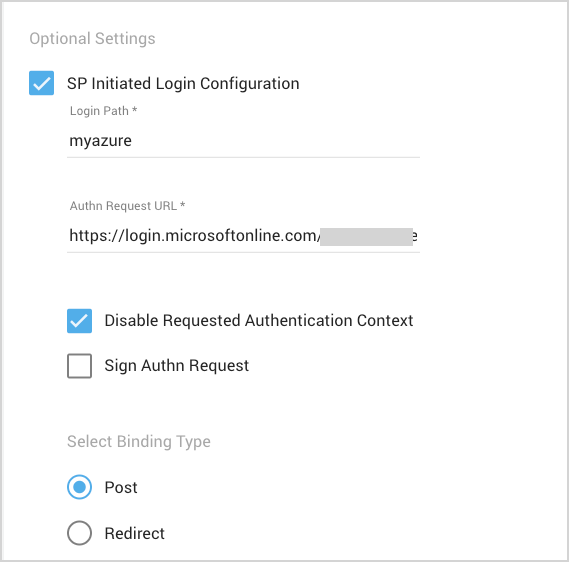 Optional Settings
SP Initiated Login Configuration
Login Path *
myazure
Authn Request URL *
https://login.microsoftonline.com/
Disable Requested Authentication Context
Sign Authn Request
Select Binding Type
Post
Redirect